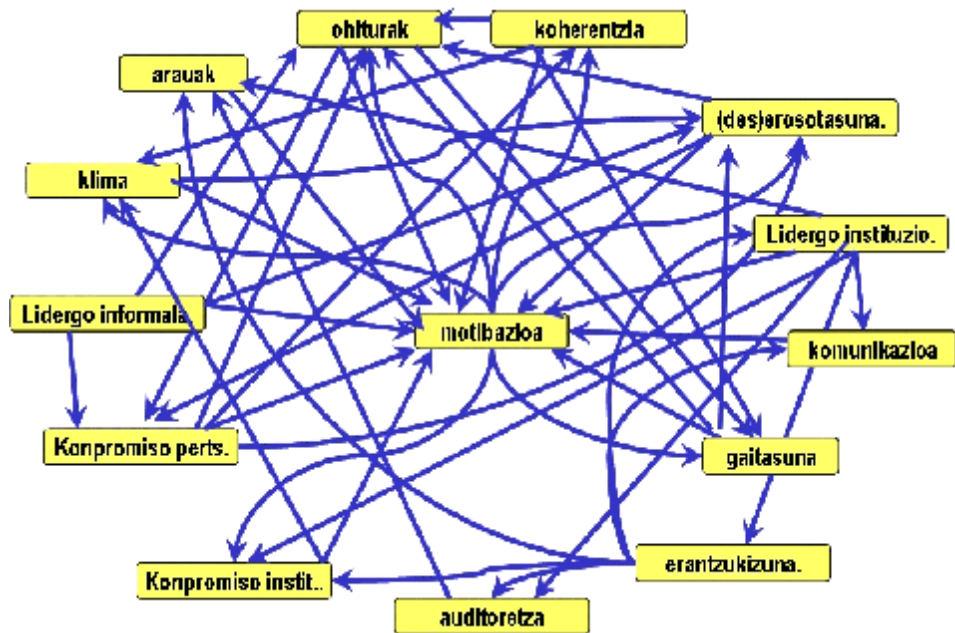 ohiturak
koherentzia
arauak
(des)erosotasuna.
klima
Lidergo instituzio.
Lidergo informala.
motibazioa
komunikazioa
Konpromiso perts.
gaitasuna
erantzukizuna.
Konpromiso instit..
auditoretza